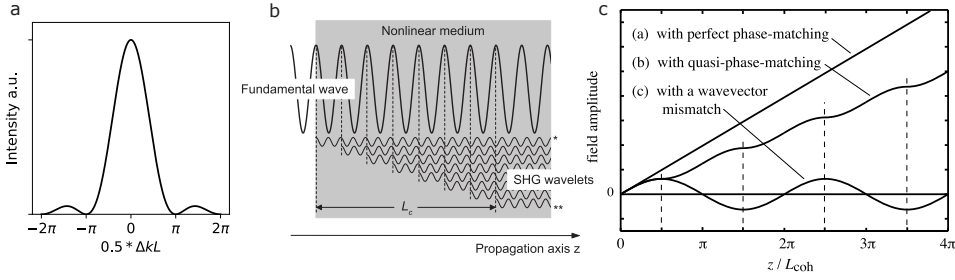 a
Intensity a.u.
−2π −π 0 π 2π
0.5 * ΔkL
b
Nonlinear medium
Fundamental wave
*
SHG wavelets
**
L_c
Propagation axis z
c
(a) with perfect phase-matching
(b) with quasi-phase-matching
(c) with a wavevector
mismatch
field amplitude
0
0 π 2π 3π 4π
z / L_coh